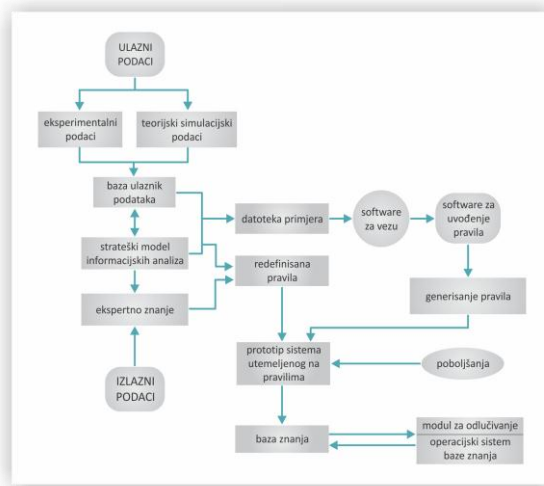 ULAZNI
PODACI
eksperimentalni
podaci
teorijski simulacijski
podaci
baza ulaznik
podataka
datoteka primjera
software
za vezu
software za
uvođenje
pravila
strateški model
informacijskih analiza
redefinisana
pravila
ekspertno znanje
generisanje pravila
prototip sistema
utemeljenog na
pravilima
poboljšanja
IZLAZNI
PODACI
baza znanja
modul za odlučivanje
operacijski sistem
baze znanja